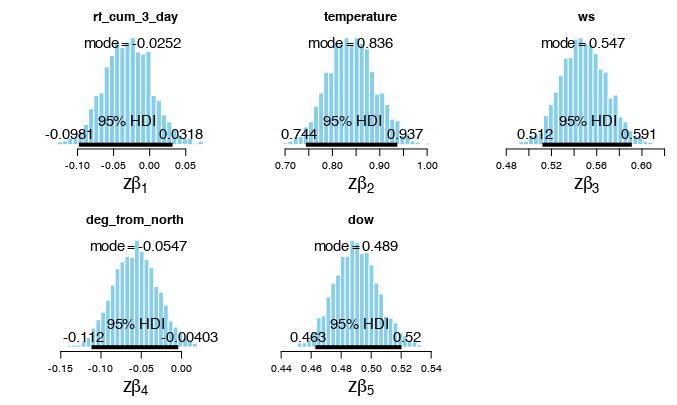 rf_cum_3_day
mode = -0.0252
95% HDI
-0.0981 0.0318
-0.10 -0.05 0.00 0.05
zβ1
temperature
mode = 0.836
95% HDI
0.744 0.937
0.70 0.80 0.90 1.00
zβ2
ws
mode = 0.547
95% HDI
0.512 0.591
0.48 0.52 0.56 0.60
zβ3
deg_from_north
mode = -0.0547
95% HDI
-0.112 -0.00403
-0.15 -0.10 -0.05 0.00
zβ4
dow
mode = 0.489
95% HDI
0.463 0.52
0.44 0.46 0.48 0.50 0.52 0.54
zβ5